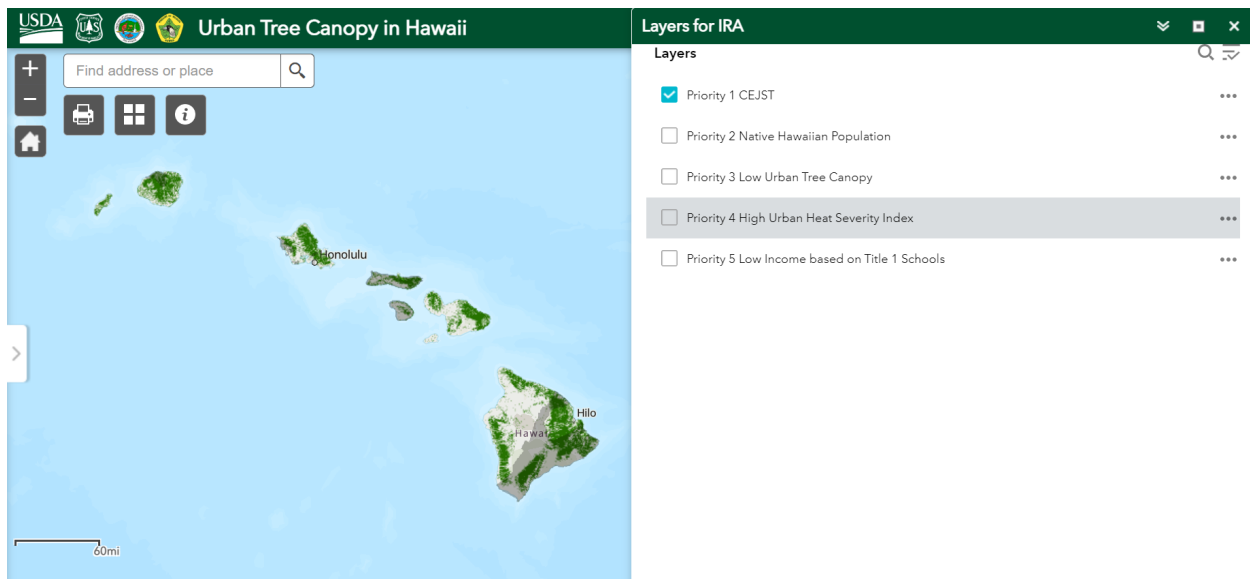 USDA
UAS
Urban Tree Canopy in Hawaii
Find address or place
Honolulu
Hilo
Hawaii
60mi
Layers for IRA
Layers
Priority 1 CEJST
Priority 2 Native Hawaiian Population
Priority 3 Low Urban Tree Canopy
Priority 4 High Urban Heat Severity Index
Priority 5 Low Income based on Title 1 Schools